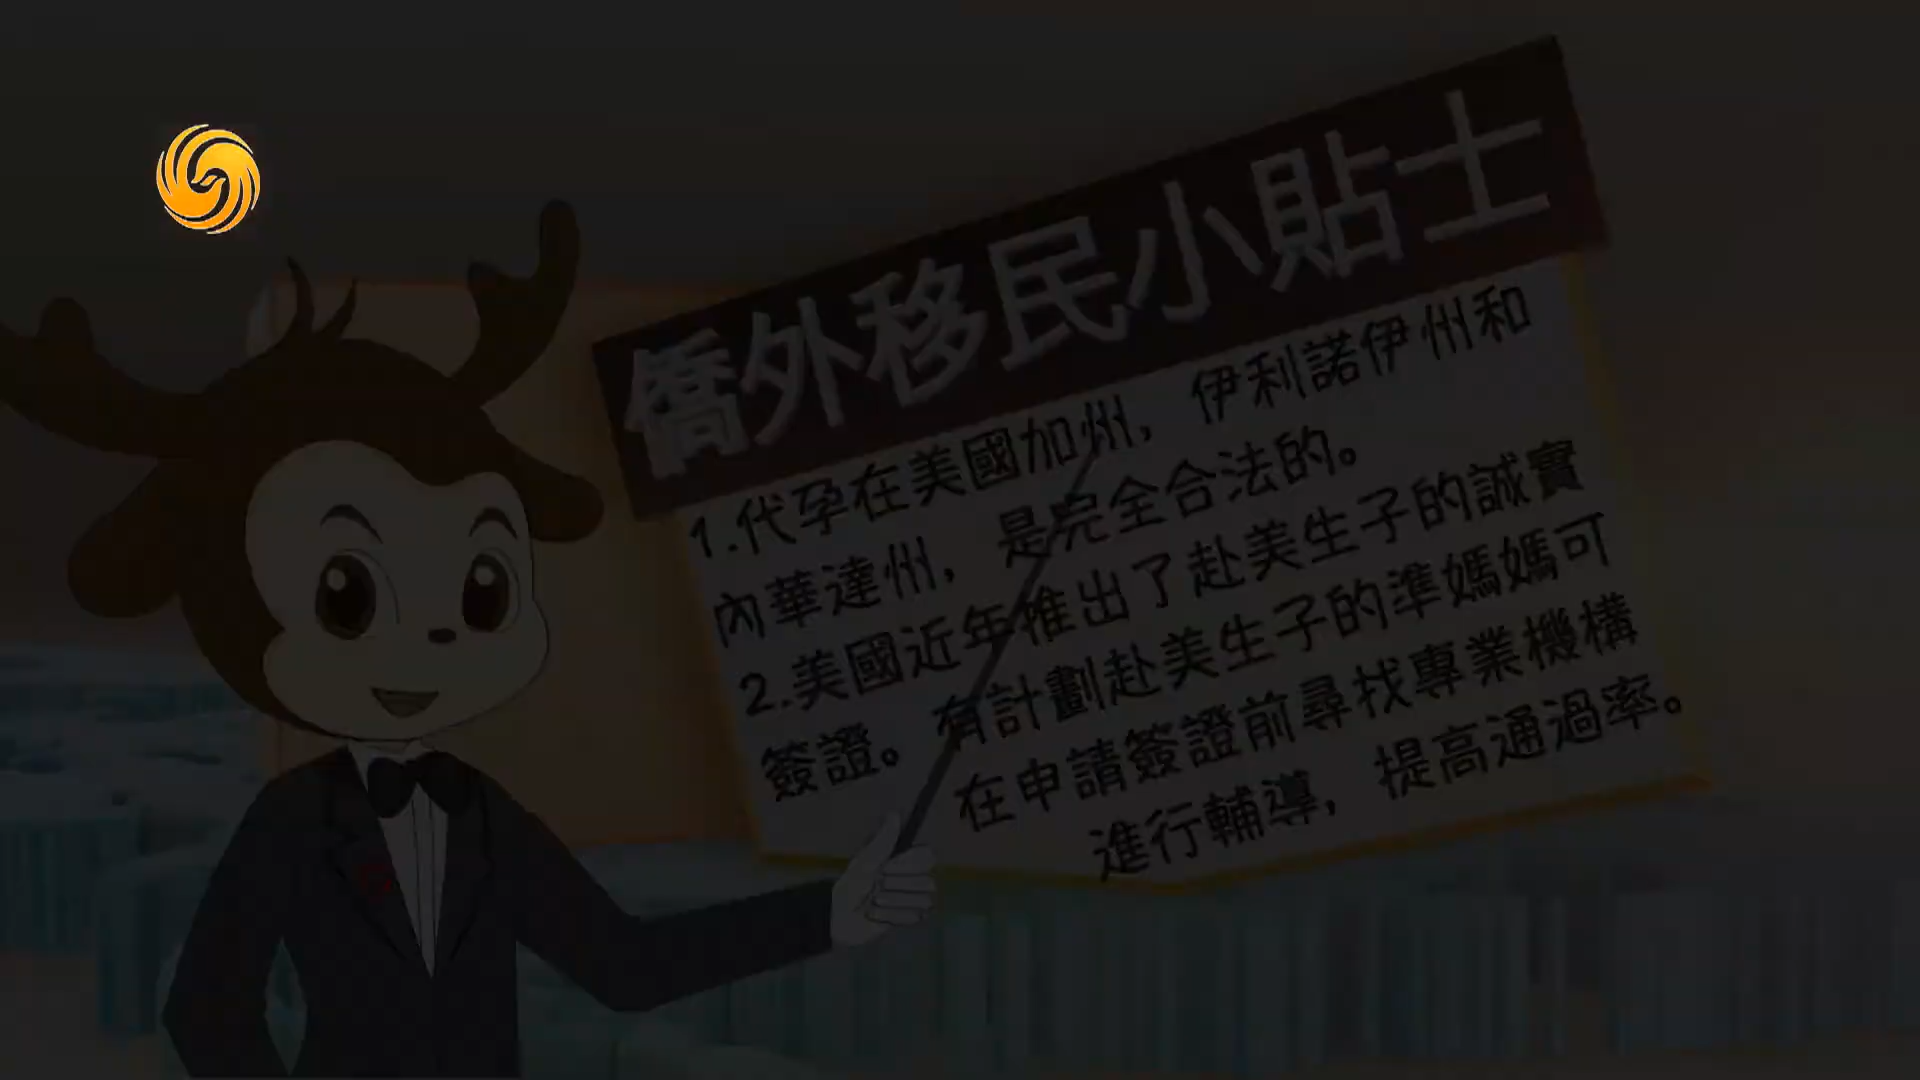 僑外移民小貼士
1.代孕在美國加州，伊利諾伊州和
內華達州，是完全合法的。
2.美國近年推出了赴美生子的誠實
簽證。有計劃赴美生子的準媽媽可
在申請簽證前尋找專業機構
進行輔導，提高通過率。